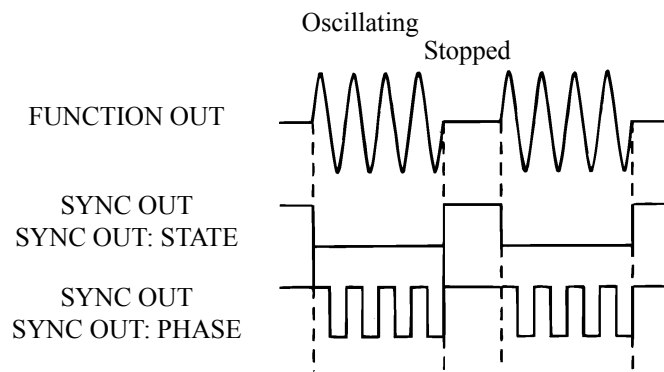 Oscillating
Stopped
FUNCTION OUT
SYNC OUT
SYNC OUT: STATE
SYNC OUT
SYNC OUT: PHASE